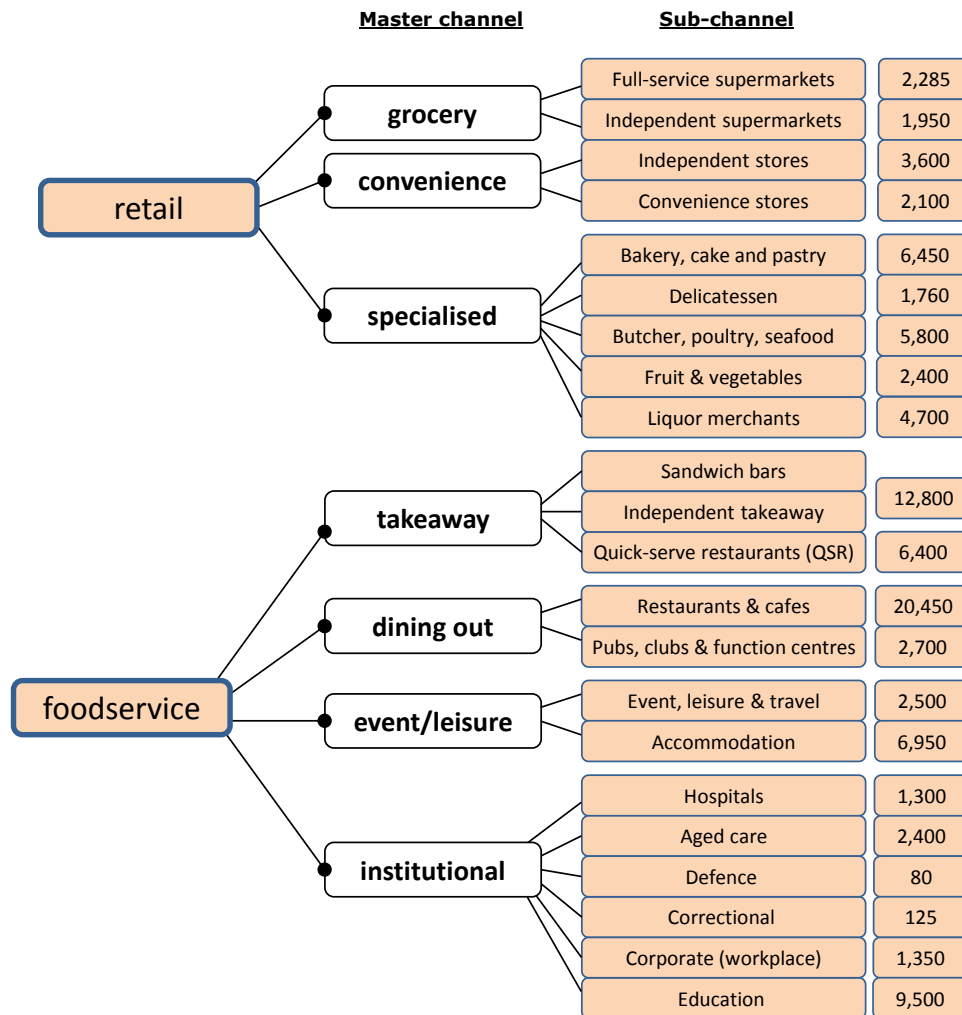 Master channel Sub-channel
retail
grocery
Full-service supermarkets 2,285
Independent supermarkets 1,950
convenience
Independent stores 3,600
Convenience stores 2,100
specialised
Bakery, cake and pastry 6,450
Delicatessen 1,760
Butcher, poultry, seafood 5,800
Fruit & vegetables 2,400
Liquor merchants 4,700
foodservice
takeaway
Sandwich bars
Independent takeaway
12,800
Quick-serve restaurants (QSR) 6,400
dining out
Restaurants & cafes 20,450
Pubs, clubs & function centres 2,700
event/leisure
Event, leisure & travel 2,500
Accommodation 6,950
institutional
Hospitals 1,300
Aged care 2,400
Defence 80
Correctional 125
Corporate (workplace) 1,350
Education 9,500